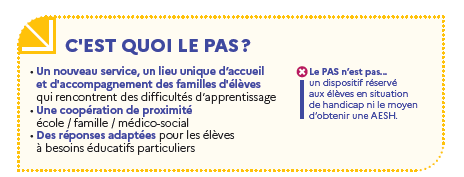 C'EST QUOI LE PAS?
• Un nouveau service, un lieu unique d'accueil
et d'accompagnement des familles d'élèves
qui rencontrent des difficultés d'apprentissage
• Une coopération de proximité
école / famille / médico-social
• Des réponses adaptées pour les élèves
à besoins éducatifs particuliers
Le PAS n'est pas...
un dispositif réservé
aux élèves en situation
de handicap ni le moyen
d'obtenir une AESH.